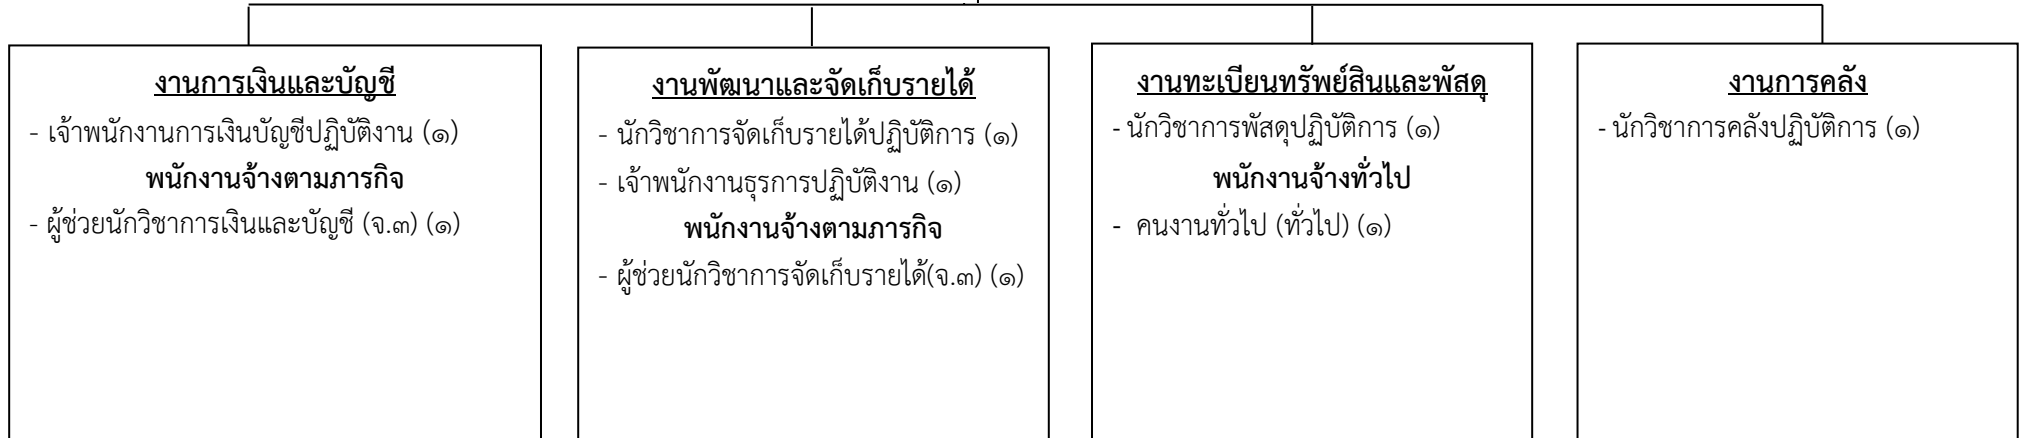 งานการเงินและบัญชี
- เจ้าพนักงานการเงินบัญชีปฏิบัติงาน (๑)
พนักงานจ้างตามภารกิจ
- ผู้ช่วยนักวิชาการเงินและบัญชี (จ.๓) (๑)
งานพัฒนาและจัดเก็บรายได้
- นักวิชาการจัดเก็บรายได้ปฏิบัติการ (๑)
- เจ้าพนักงานธุรการปฏิบัติงาน (๑)
พนักงานจ้างตามภารกิจ
- ผู้ช่วยนักวิชาการจัดเก็บรายได้(จ.๓) (๑)
งานทะเบียนทรัพย์สินและพัสดุ
- นักวิชาการพัสดุปฏิบัติการ (๑)
พนักงานจ้างทั่วไป
- คนงานทั่วไป (ทั่วไป) (๑)
งานการคลัง
- นักวิชาการคลังปฏิบัติการ (๑)